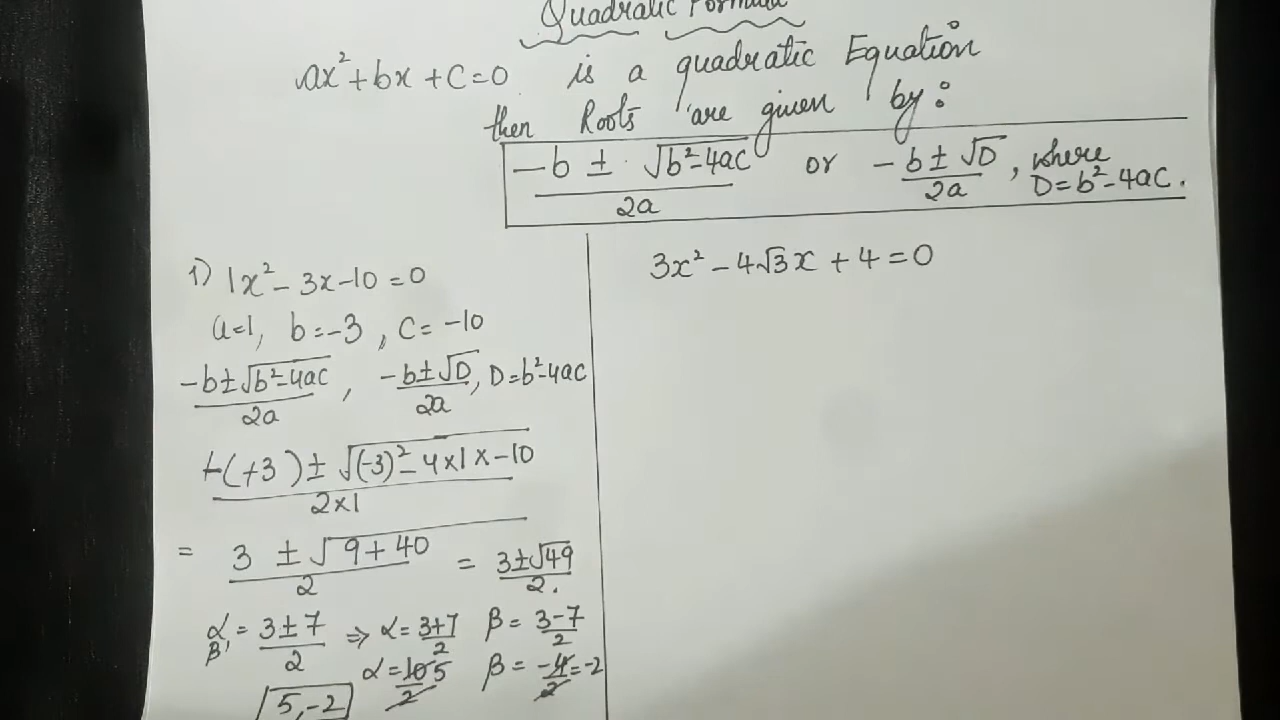 Quadratic Formula
ax²+bx+c=0 is a quadratic Equation
then Roots are given by:
(-b ± √(b²-4ac))/2a or (-b±√D)/2a, where D=b²-4ac.
1) 1x²-3x-10=0
a=1, b=-3, c=-10
(-b±√(b²-4ac))/2a, (-b±√D)/2a, D=b²-4ac
+(+3)±√((-3)²-4×1×-10)/2×1
= (3 ±√(9+40))/2 = (3±√49)/2.
α, β = (3±7)/2 ⇒ α=(3+7)/2 β=(3-7)/2
α=10/2 5 β=-4/2=-2
5,-2
3x²-4√3x+4=0